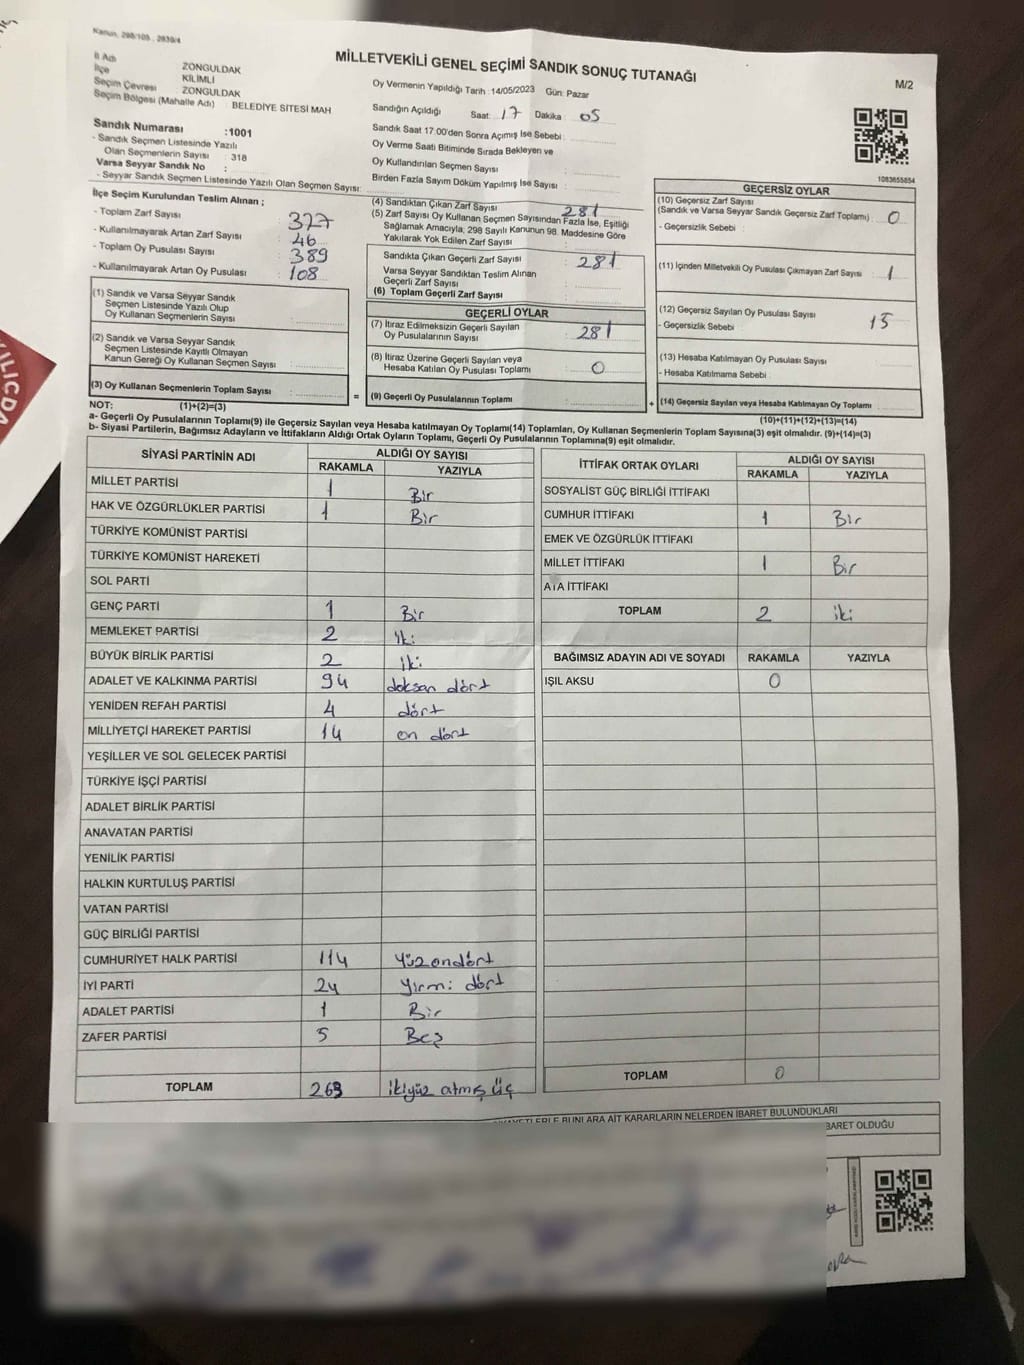 Kanun, 298/105 , 2839/4
MİLLETVEKİLİ GENEL SEÇİMİ SANDIK SONUÇ TUTANAĞI
M/2
İl Adı ZONGULDAK
İlçe KİLİMLİ
Seçim Çevresi ZONGULDAK
Seçim Bölgesi (Mahalle Adı) : BELEDİYE SİTESİ MAH
Sandık Numarası :1001
- Sandık Seçmen Listesinde Yazılı
Olan Seçmenlerin Sayısı : 318
Varsa Seyyar Sandık No :
- Seyyar Sandık Seçmen Listesinde Yazılı Olan Seçmen Sayısı:
Oy Vermenin Yapıldığı Tarih :14/05/2023 Gün: Pazar
Sandığın Açıldığı Saat: 17 Dakika : 05
Sandık Saat 17:00'den Sonra Açımış İse Sebebi :
Oy Verme Saati Bitiminde Sırada Bekleyen ve
Oy Kullandırılan Seçmen Sayısı :
Birden Fazla Sayım Döküm Yapılmış İse Sayısı :
1083655854
İlçe Seçim Kurulundan Teslim Alınan ;
- Toplam Zarf Sayısı : 327
- Kullanılmayarak Artan Zarf Sayısı : 46
- Toplam Oy Pusulası Sayısı : 389
- Kullanılmayarak Artan Oy Pusulası : 108
(1) Sandık ve Varsa Seyyar Sandık
Seçmen Listesinde Yazılı Olup
Oy Kullanan Seçmenlerin Sayısı :
(2) Sandık ve Varsa Seyyar Sandık
Seçmen Listesinde Kayıtlı Olmayan
Kanun Gereği Oy Kullanan Seçmen Sayısı :
(3) Oy Kullanan Seçmenlerin Toplam Sayısı :
(1)+(2)=(3)
(4) Sandıktan Çıkan Zarf Sayısı : 281
(5) Zarf Sayısı Oy Kullanan Seçmen Sayısından Fazla İse, Eşitliği
Sağlamak Amacıyla; 298 Sayılı Kanunun 98. Maddesine Göre
Yakılarak Yok Edilen Zarf Sayısı :
Sandıkta Çıkan Geçerli Zarf Sayısı : 281
Varsa Seyyar Sandıktan Teslim Alınan
Geçerli Zarf Sayısı :
(6) Toplam Geçerli Zarf Sayısı :
GEÇERLİ OYLAR
(7) İtiraz Edilmeksizin Geçerli Sayılan
Oy Pusulalarının Sayısı : 281
(8) İtiraz Üzerine Geçerli Sayılan veya
Hesaba Katılan Oy Pusulası Toplamı : 0
= (9) Geçerli Oy Pusulalarının Toplamı :
GEÇERSİZ OYLAR
(10) Geçersiz Zarf Sayısı
(Sandık ve Varsa Seyyar Sandık Geçersiz Zarf Toplamı) : 0
- Geçersizlik Sebebi :
(11) İçinden Milletvekili Oy Pusulası Çıkmayan Zarf Sayısı : 1
(12) Geçersiz Sayılan Oy Pusulası Sayısı : 15
- Geçersizlik Sebebi :
(13) Hesaba Katılmayan Oy Pusulası Sayısı :
- Hesaba Katılmama Sebebi :
+ (14) Geçersiz Sayılan veya Hesaba Katılmayan Oy Toplamı :
(10)+(11)+(12)+(13)=(14)
NOT:
a- Geçerli Oy Pusulalarının Toplamı(9) ile Geçersiz Sayılan veya Hesaba katılmayan Oy Toplamı(14) Toplamları, Oy Kullanan Seçmenlerin Toplam Sayısına(3) eşit olmalıdır. (9)+(14)=(3)
b- Siyasi Partilerin, Bağımsız Adayların ve İttifakların Aldığı Ortak Oyların Toplamı, Geçerli Oy Pusulalarının Toplamına(9) eşit olmalıdır.
SİYASİ PARTİNİN ADI ALDIĞI OY SAYISI
RAKAMLA YAZIYLA
MİLLET PARTİSİ 1 Bir
HAK VE ÖZGÜRLÜKLER PARTİSİ 1 Bir
TÜRKİYE KOMÜNİST PARTİSİ
TÜRKİYE KOMÜNİST HAREKETİ
SOL PARTİ
GENÇ PARTİ 1 Bir
MEMLEKET PARTİSİ 2 iki
BÜYÜK BİRLİK PARTİSİ 2 iki
ADALET VE KALKINMA PARTİSİ 94 doksan dört
YENİDEN REFAH PARTİSİ 4 dört
MİLLİYETÇİ HAREKET PARTİSİ 14 on dört
YEŞİLLER VE SOL GELECEK PARTİSİ
TÜRKİYE İŞÇİ PARTİSİ
ADALET BİRLİK PARTİSİ
ANAVATAN PARTİSİ
YENİLİK PARTİSİ
HALKIN KURTULUŞ PARTİSİ
VATAN PARTİSİ
GÜÇ BİRLİĞİ PARTİSİ
CUMHURİYET HALK PARTİSİ 114 Yüzondört
İYİ PARTİ 24 Yirmi dört
ADALET PARTİSİ 1 Bir
ZAFER PARTİSİ 5 Beş
TOPLAM 263 ikiyüz atmış üç
İTTİFAK ORTAK OYLARI ALDIĞI OY SAYISI
RAKAMLA YAZIYLA
SOSYALİST GÜÇ BİRLİĞİ İTTİFAKI
CUMHUR İTTİFAKI 1 Bir
EMEK VE ÖZGÜRLÜK İTTİFAKI
MİLLET İTTİFAKI 1 Bir
ATA İTTİFAKI
TOPLAM 2 iki
BAĞIMSIZ ADAYIN ADI VE SOYADI RAKAMLA YAZIYLA
IŞIL AKSU 0
TOPLAM 0
BUNLARA AİT KARARLARIN NELERDEN İBARET BULUNDUKLARI
BARET OLDUĞU